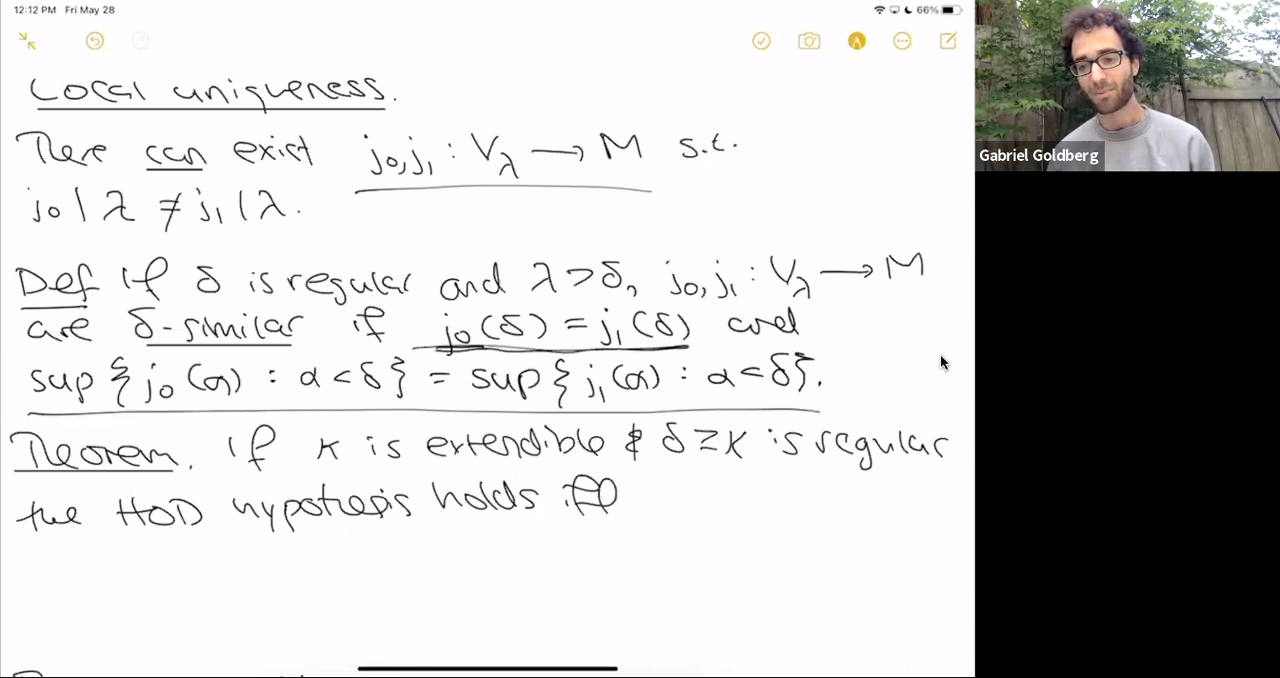 12:12 PM Fri May 28
66%
Local uniqueness.
There can exist j₀,j₁ : V_λ → M s.t.
j₀↾λ ≠ j₁↾λ.
Def If δ is regular and λ>δ, j₀,j₁ : V_λ → M
are δ-similar if j₀(δ) = j₁(δ) and
sup{j₀(α) : α<δ} = sup{j₁(α) : α<δ}.
Theorem. If κ is extendible & δ≥κ is regular
the HOD hypothesis holds iff
Gabriel Goldberg